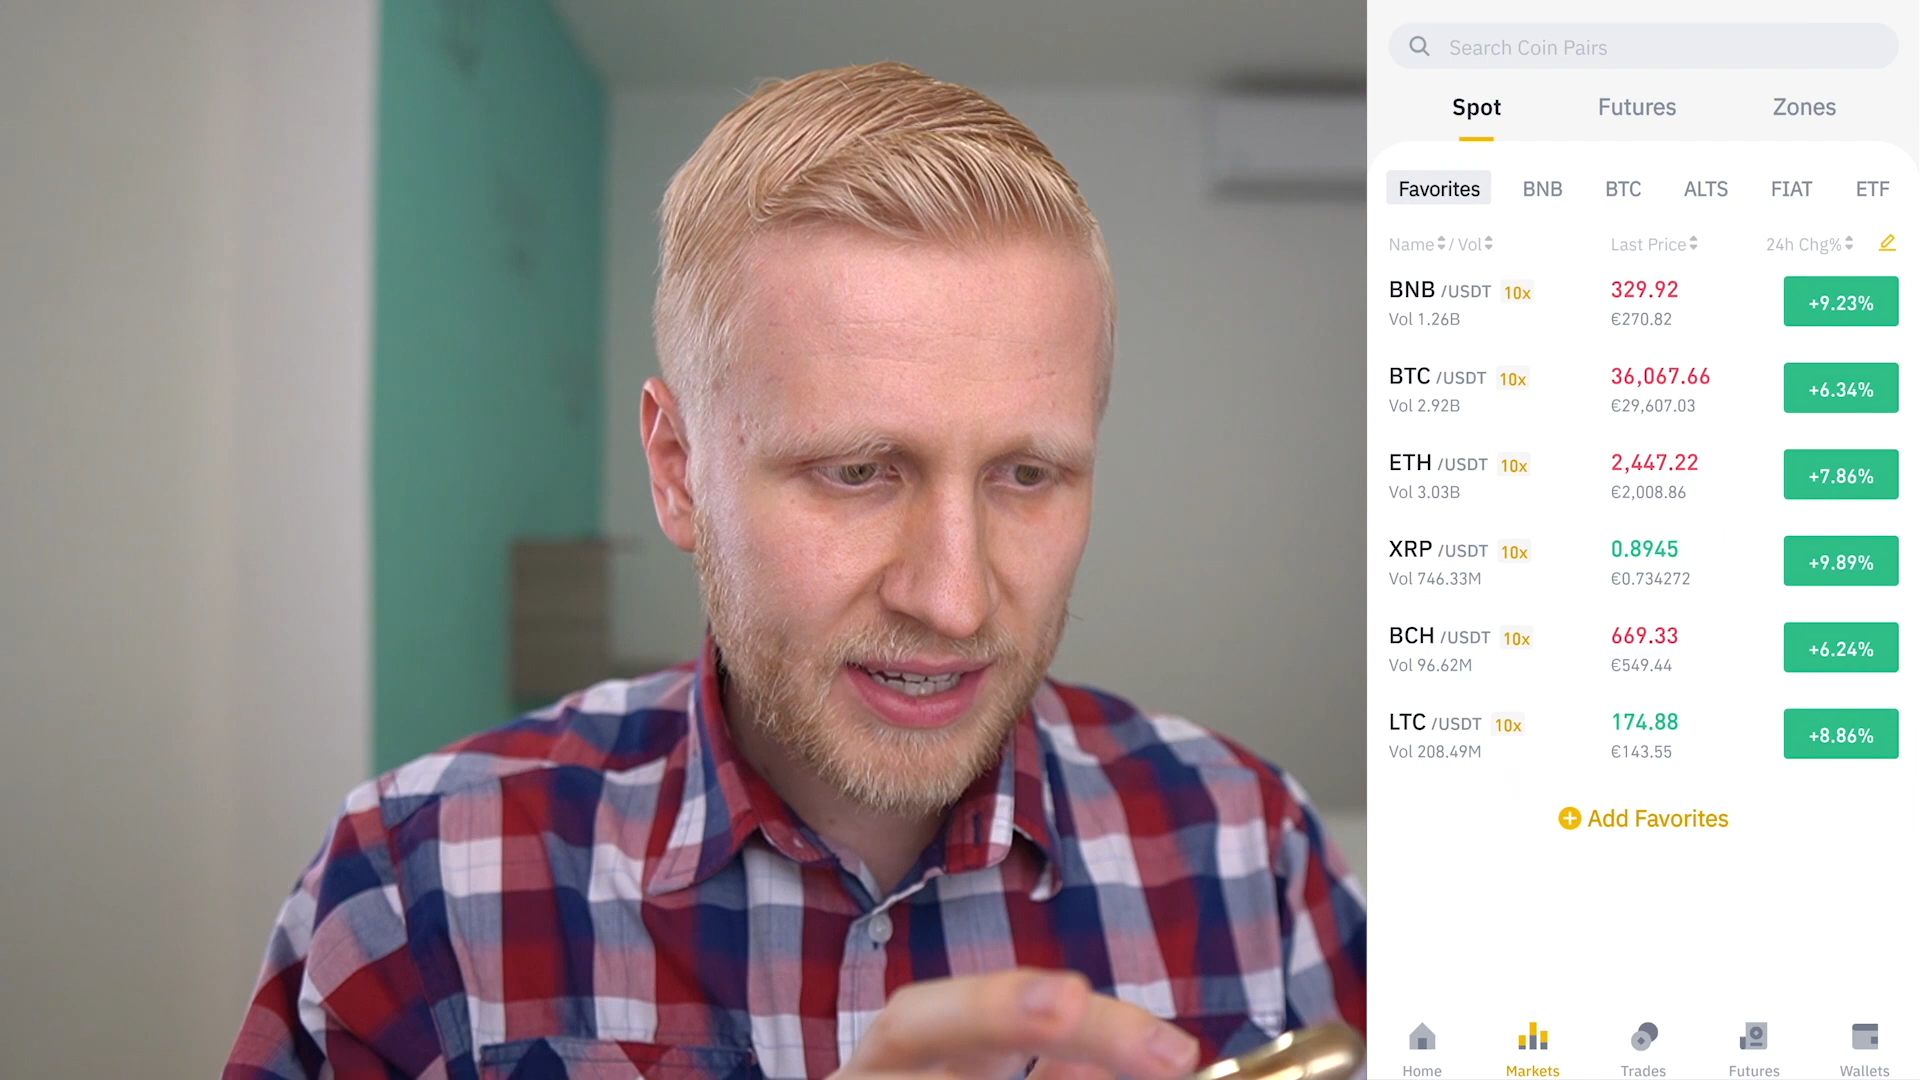 Search Coin Pairs
Spot Futures Zones
Favorites BNB BTC ALTS FIAT ETF
Name / Vol Last Price 24h Chg%
BNB /USDT 10x 329.92 +9.23%
Vol 1.26B €270.82
BTC /USDT 10x 36,067.66 +6.34%
Vol 2.92B €29,607.03
ETH /USDT 10x 2,447.22 +7.86%
Vol 3.03B €2,008.86
XRP /USDT 10x 0.8945 +9.89%
Vol 746.33M €0.734272
BCH /USDT 10x 669.33 +6.24%
Vol 96.62M €549.44
LTC /USDT 10x 174.88 +8.86%
Vol 208.49M €143.55
Add Favorites
Home Markets Trades Futures Wallets